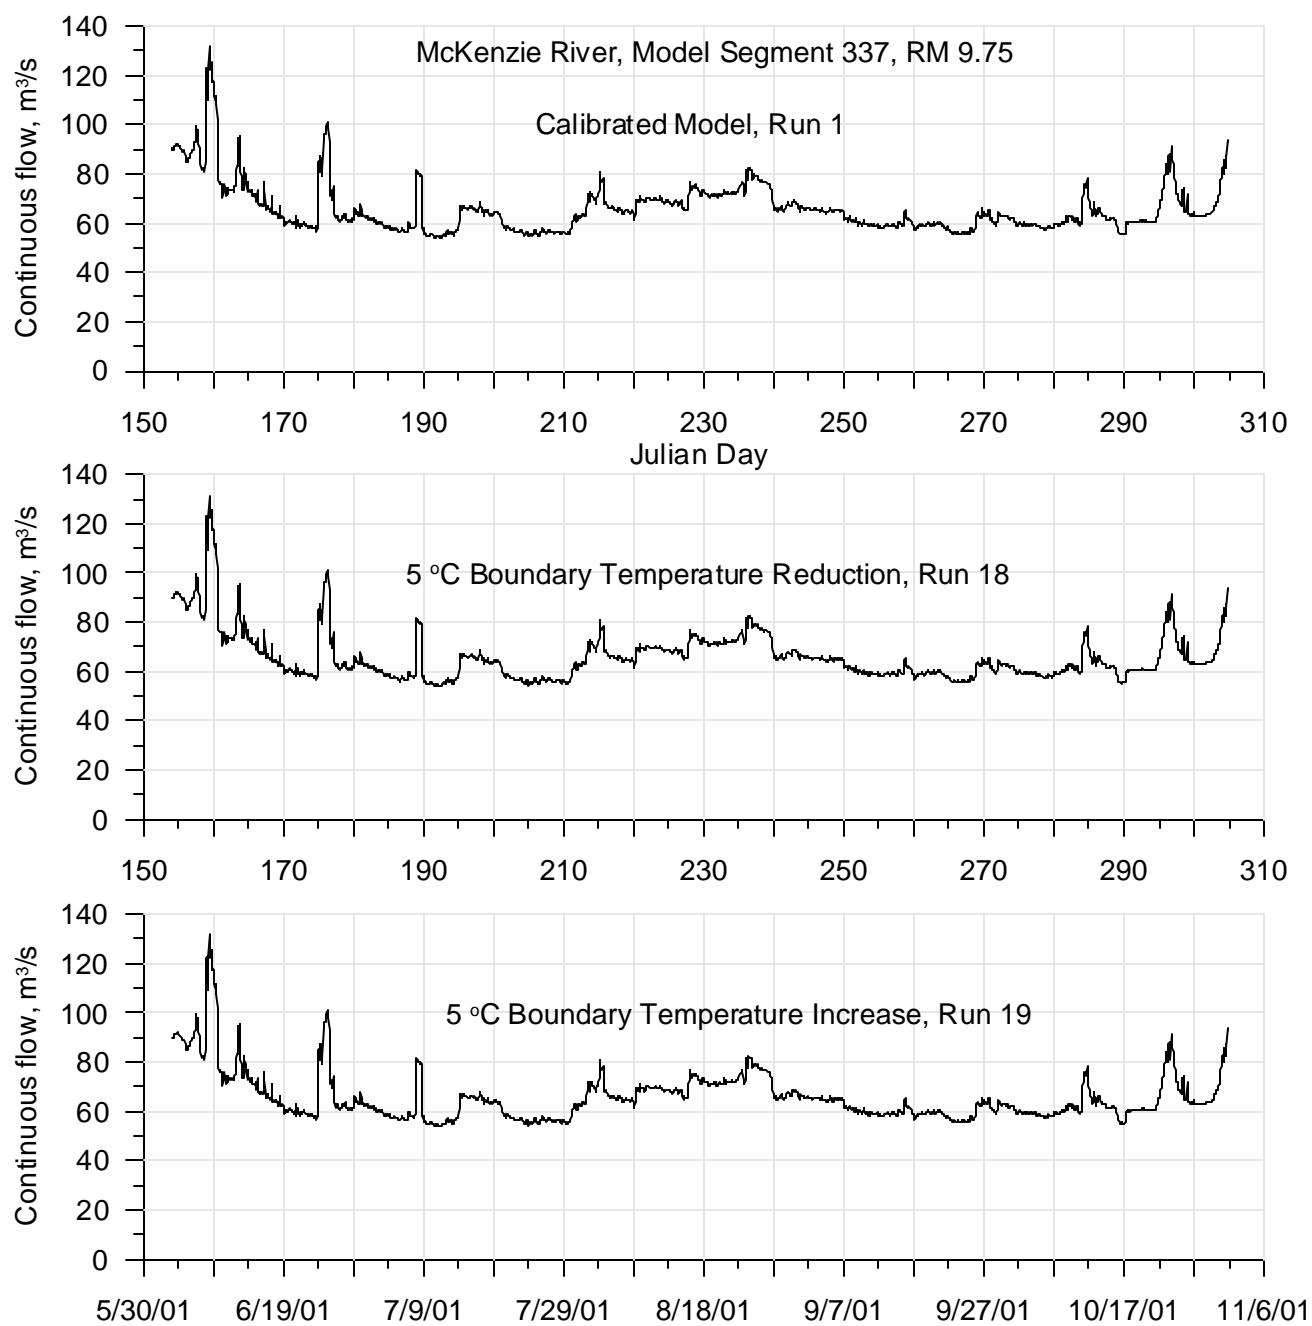 140
McKenzie River, Model Segment 337, RM 9.75
120
100
Calibrated Model, Run 1
80
60
40
20
0
Continuous flow, m³/s
150 170 190 210 230 250 270 290 310
Julian Day
140
120
100
5 ºC Boundary Temperature Reduction, Run 18
80
60
40
20
0
Continuous flow, m³/s
150 170 190 210 230 250 270 290 310
140
120
100
5 ºC Boundary Temperature Increase, Run 19
80
60
40
20
0
Continuous flow, m³/s
5/30/01 6/19/01 7/9/01 7/29/01 8/18/01 9/7/01 9/27/01 10/17/01 11/6/01